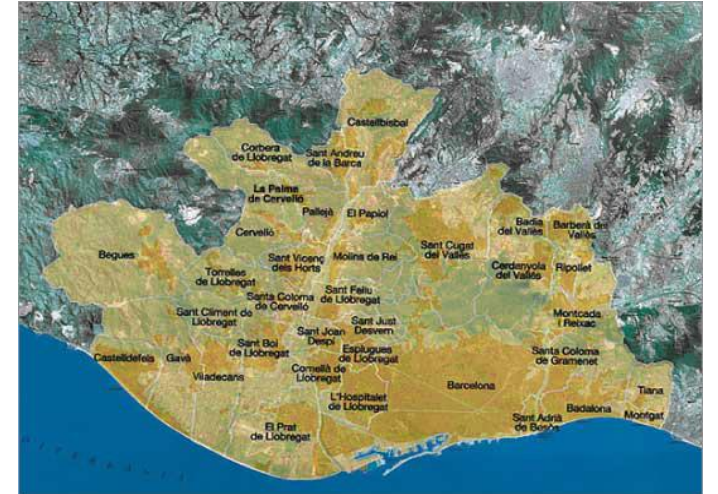 Castellbisbal
Corbera
de Llobregat
Sant Andreu
de la Barca
La Palma
de Cervelló
Pallejà
El Papiol
Cervelló
Begues
Sant Vicenç
dels Horts
Molins de Rei
Sant Cugat
del Vallès
Badia
del Vallès
Barberà del
Vallès
Cerdanyola
del Vallès
Ripollet
Torrelles
de Llobregat
Santa Coloma
de Cervelló
Sant Feliu
de Llobregat
Sant Climent de
Llobregat
Sant Joan
Despí
Sant Just
Desvern
Montcada
i Reixac
Castelldefels
Gavà
Viladecans
Sant Boi
de Llobregat
Cornellà de
Llobregat
Esplugues
de Llobregat
Santa Coloma
de Gramenet
L'Hospitalet
de Llobregat
Barcelona
Tiana
El Prat
de Llobregat
Sant Adrià
de Besòs
Badalona
Montgat